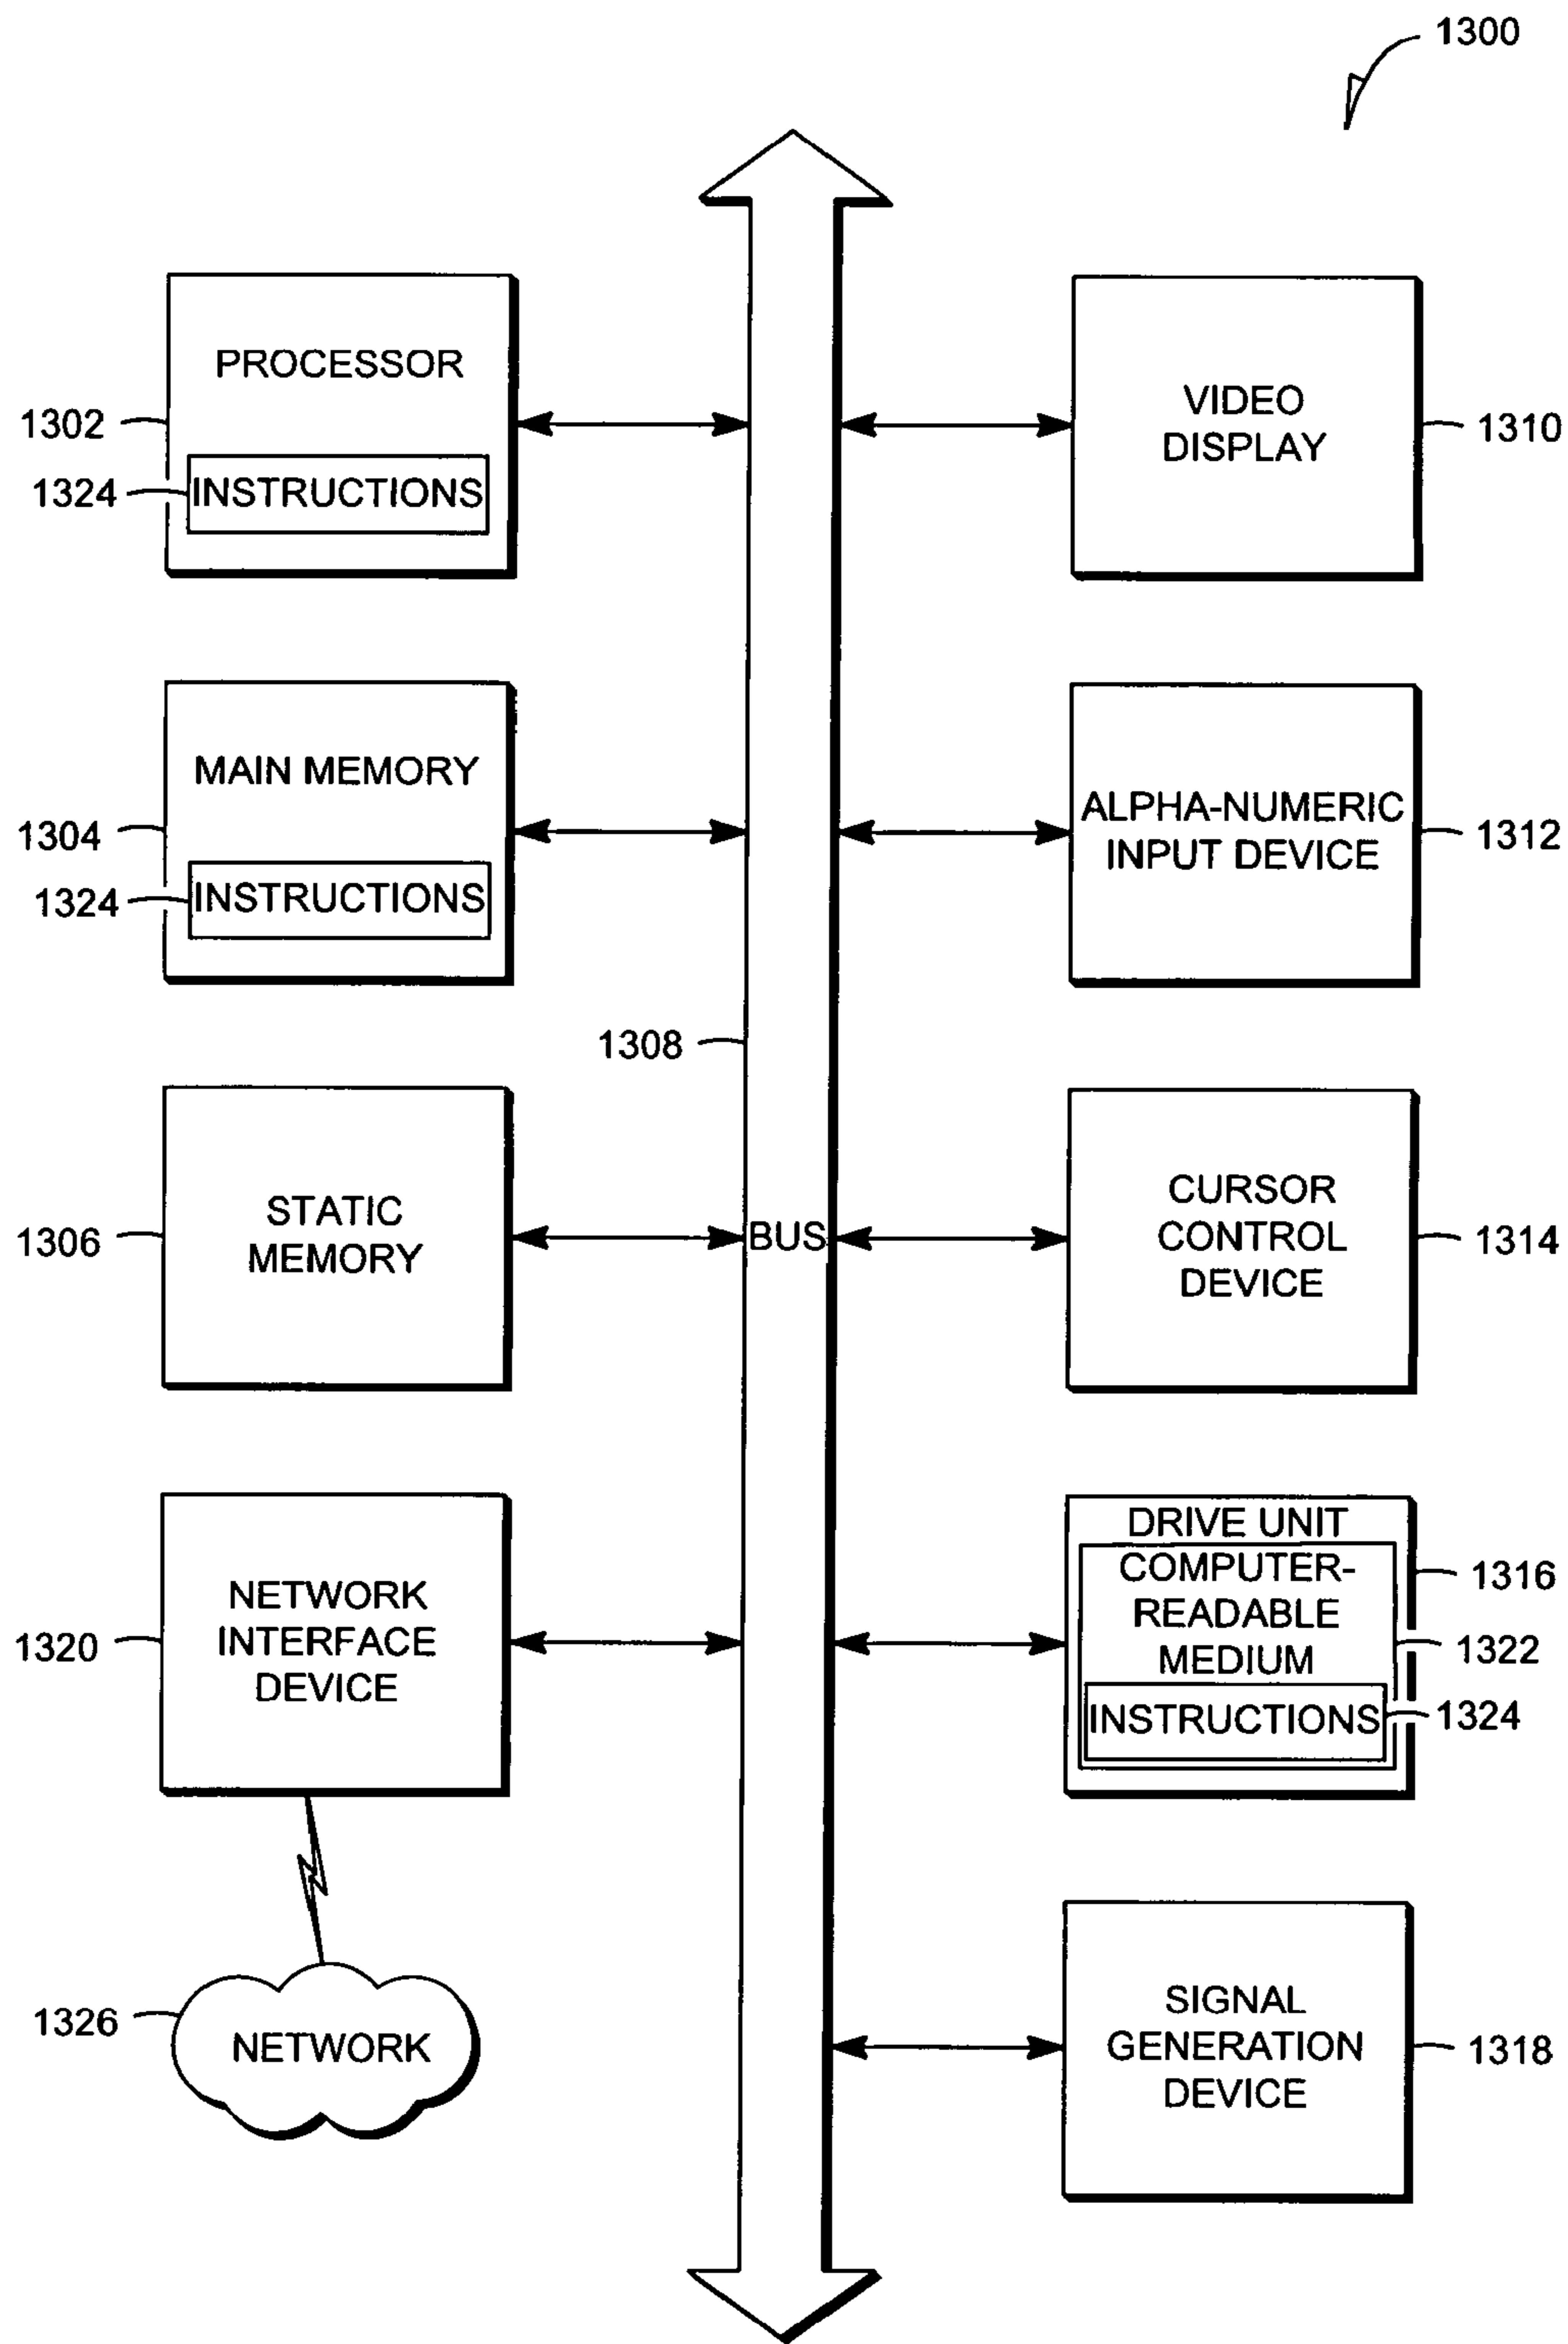 1300
PROCESSOR
1302
1324
INSTRUCTIONS
VIDEO
DISPLAY
1310
MAIN MEMORY
1304
1324
INSTRUCTIONS
ALPHA-NUMERIC
INPUT DEVICE
1312
1308
STATIC
MEMORY
1306
BUS
CURSOR
CONTROL
DEVICE
1314
NETWORK
INTERFACE
DEVICE
1320
DRIVE UNIT
COMPUTER-
READABLE
MEDIUM
INSTRUCTIONS
1316
1322
1324
1326
NETWORK
SIGNAL
GENERATION
DEVICE
1318